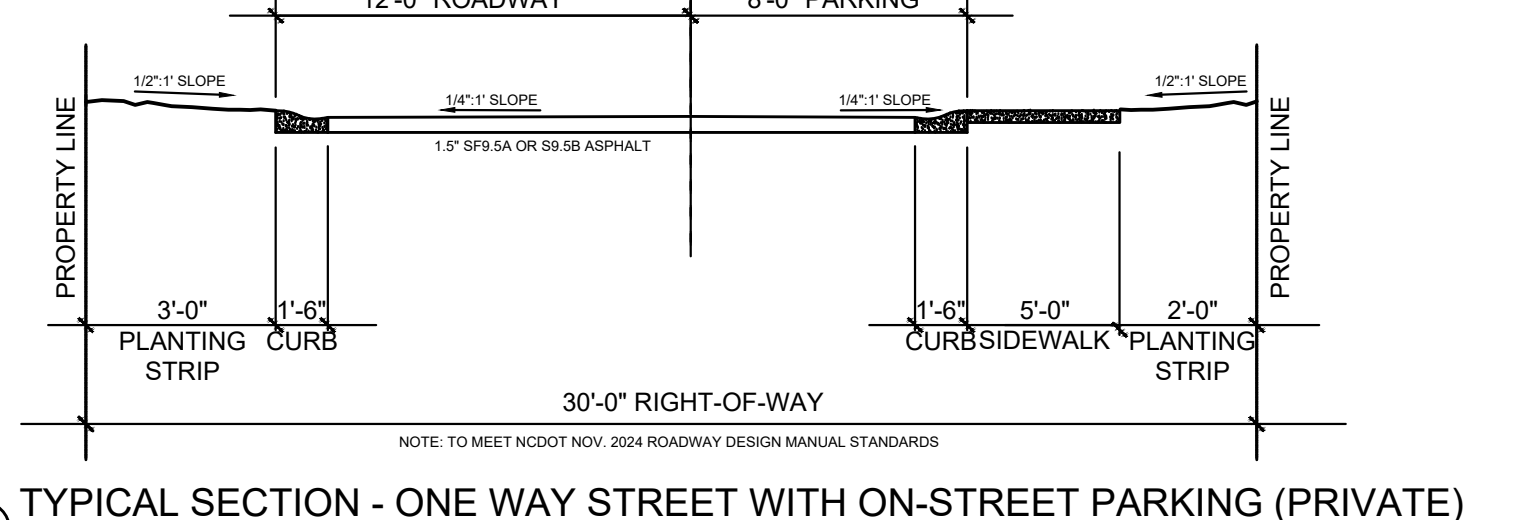 12'-0" ROADWAY 8'-0" PARKING
1/2":1' SLOPE 1/2":1' SLOPE
1/4":1' SLOPE 1/4":1' SLOPE
1.5" SF9.5A OR S9.5B ASPHALT
PROPERTY LINE
PROPERTY LINE
3'-0" 1'-6" 1'-6" 5'-0" 2'-0"
PLANTING CURB CURB SIDEWALK PLANTING
STRIP STRIP
30'-0" RIGHT-OF-WAY
NOTE: TO MEET NCDOT NOV. 2024 ROADWAY DESIGN MANUAL STANDARDS
TYPICAL SECTION - ONE WAY STREET WITH ON-STREET PARKING (PRIVATE)